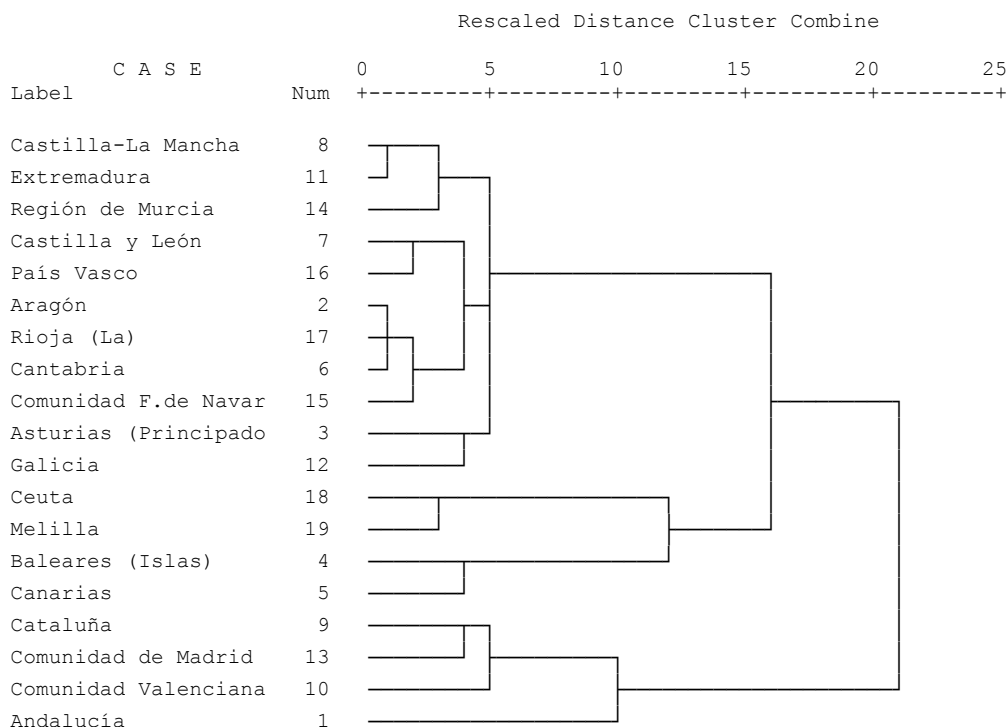 Rescaled Distance Cluster Combine
C A S E 0 5 10 15 20 25
Label Num +---------+---------+---------+---------+---------+
Castilla-La Mancha 8
Extremadura 11
Región de Murcia 14
Castilla y León 7
País Vasco 16
Aragón 2
Rioja (La) 17
Cantabria 6
Comunidad F.de Navar 15
Asturias (Principado 3
Galicia 12
Ceuta 18
Melilla 19
Baleares (Islas) 4
Canarias 5
Cataluña 9
Comunidad de Madrid 13
Comunidad Valenciana 10
Andalucía 1